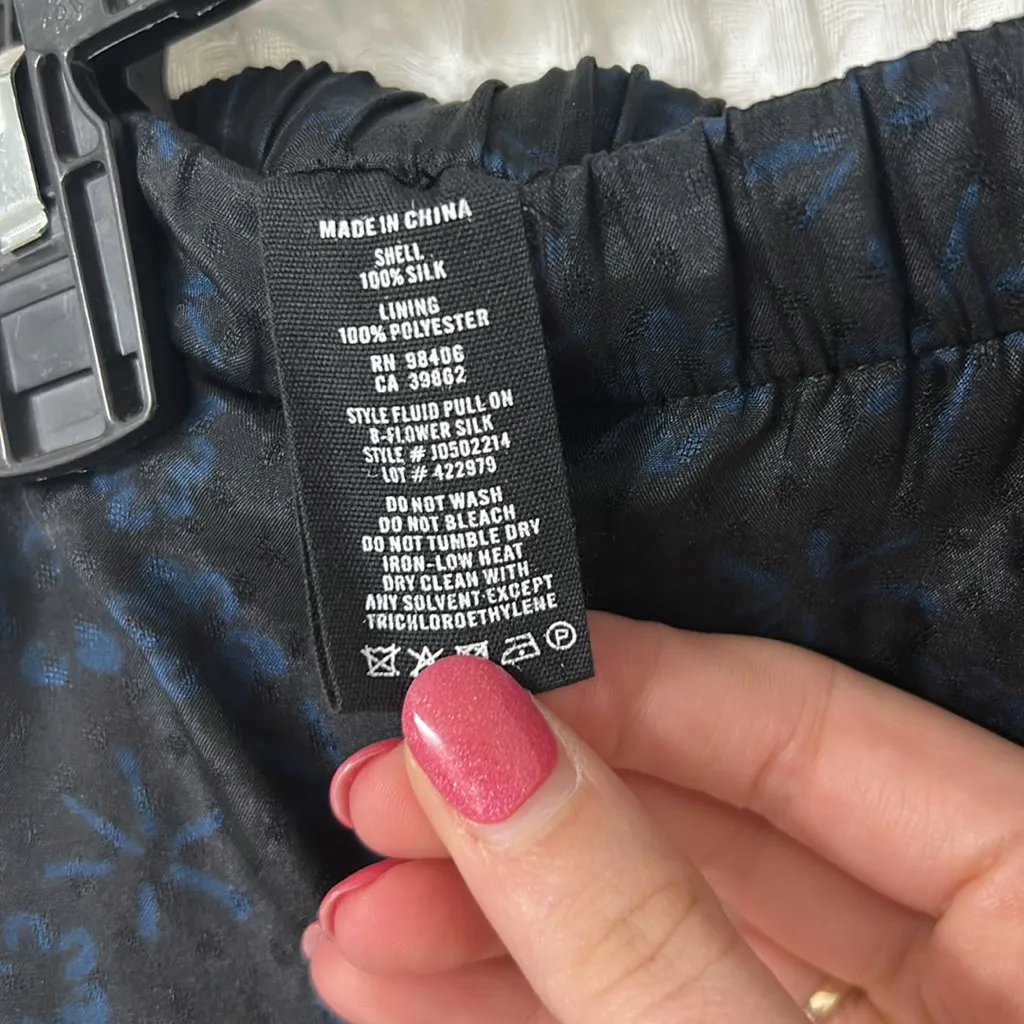 MADE IN CHINA
SHELL
100% SILK
LINING
100% POLYESTER
RN 98406
CA 39862
STYLE FLUID PULL ON
B-FLOWER SILK
STYLE # J0502214
LOT # 422979
DO NOT WASH
DO NOT BLEACH
DO NOT TUMBLE DRY
IRON-LOW HEAT
DRY CLEAN WITH
ANY SOLVENT EXCEPT
TRICHLOROETHYLENE
P